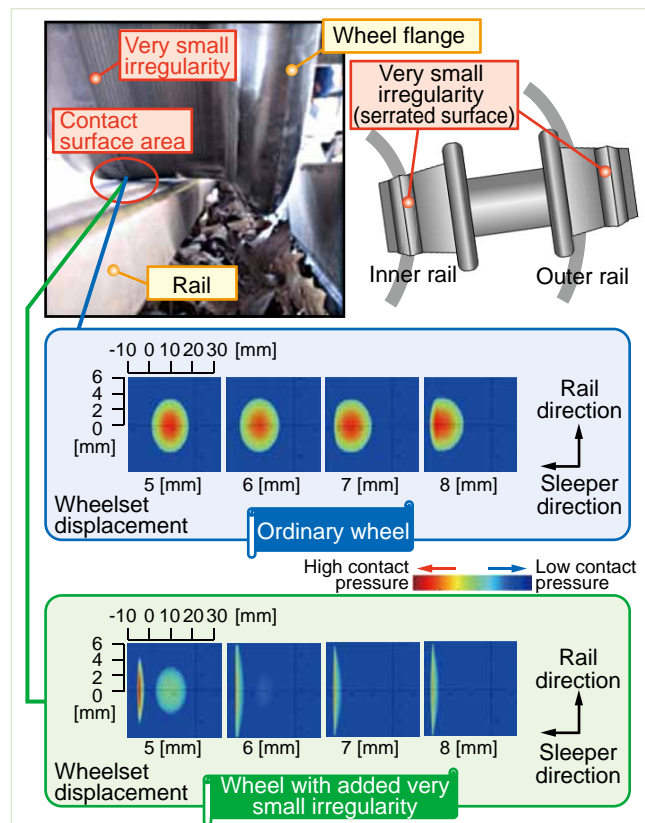 Very small
irregularity
Wheel flange
Contact
surface area
Rail
Very small
irregularity
(serrated surface)
Inner rail
Outer rail
-10 0 10 20 30 [mm]
6
4
2
0
[mm]
5 [mm]
6 [mm]
7 [mm]
8 [mm]
Rail
direction
Sleeper
direction
Wheelset
displacement
Ordinary wheel
High contact
pressure
Low contact
pressure
-10 0 10 20 30 [mm]
6
4
2
0
[mm]
5 [mm]
6 [mm]
7 [mm]
8 [mm]
Rail
direction
Sleeper
direction
Wheelset
displacement
Wheel with added very
small irregularity